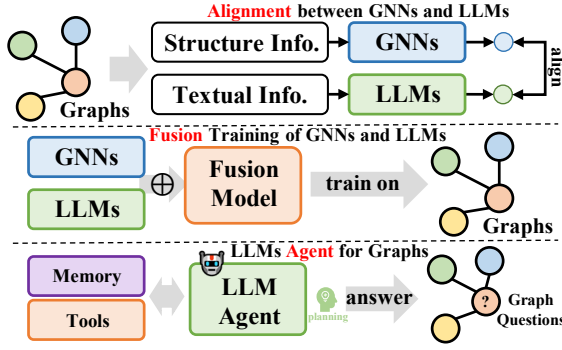 Alignment between GNNs and LLMs
Structure Info.
GNNs
Textual Info.
LLMs
align
Graphs
Fusion Training of GNNs and LLMs
GNNs
LLMs
Fusion
Model
train on
Graphs
LLMs Agent for Graphs
Memory
Tools
LLM
Agent
planning
answer
?
Graph
Questions